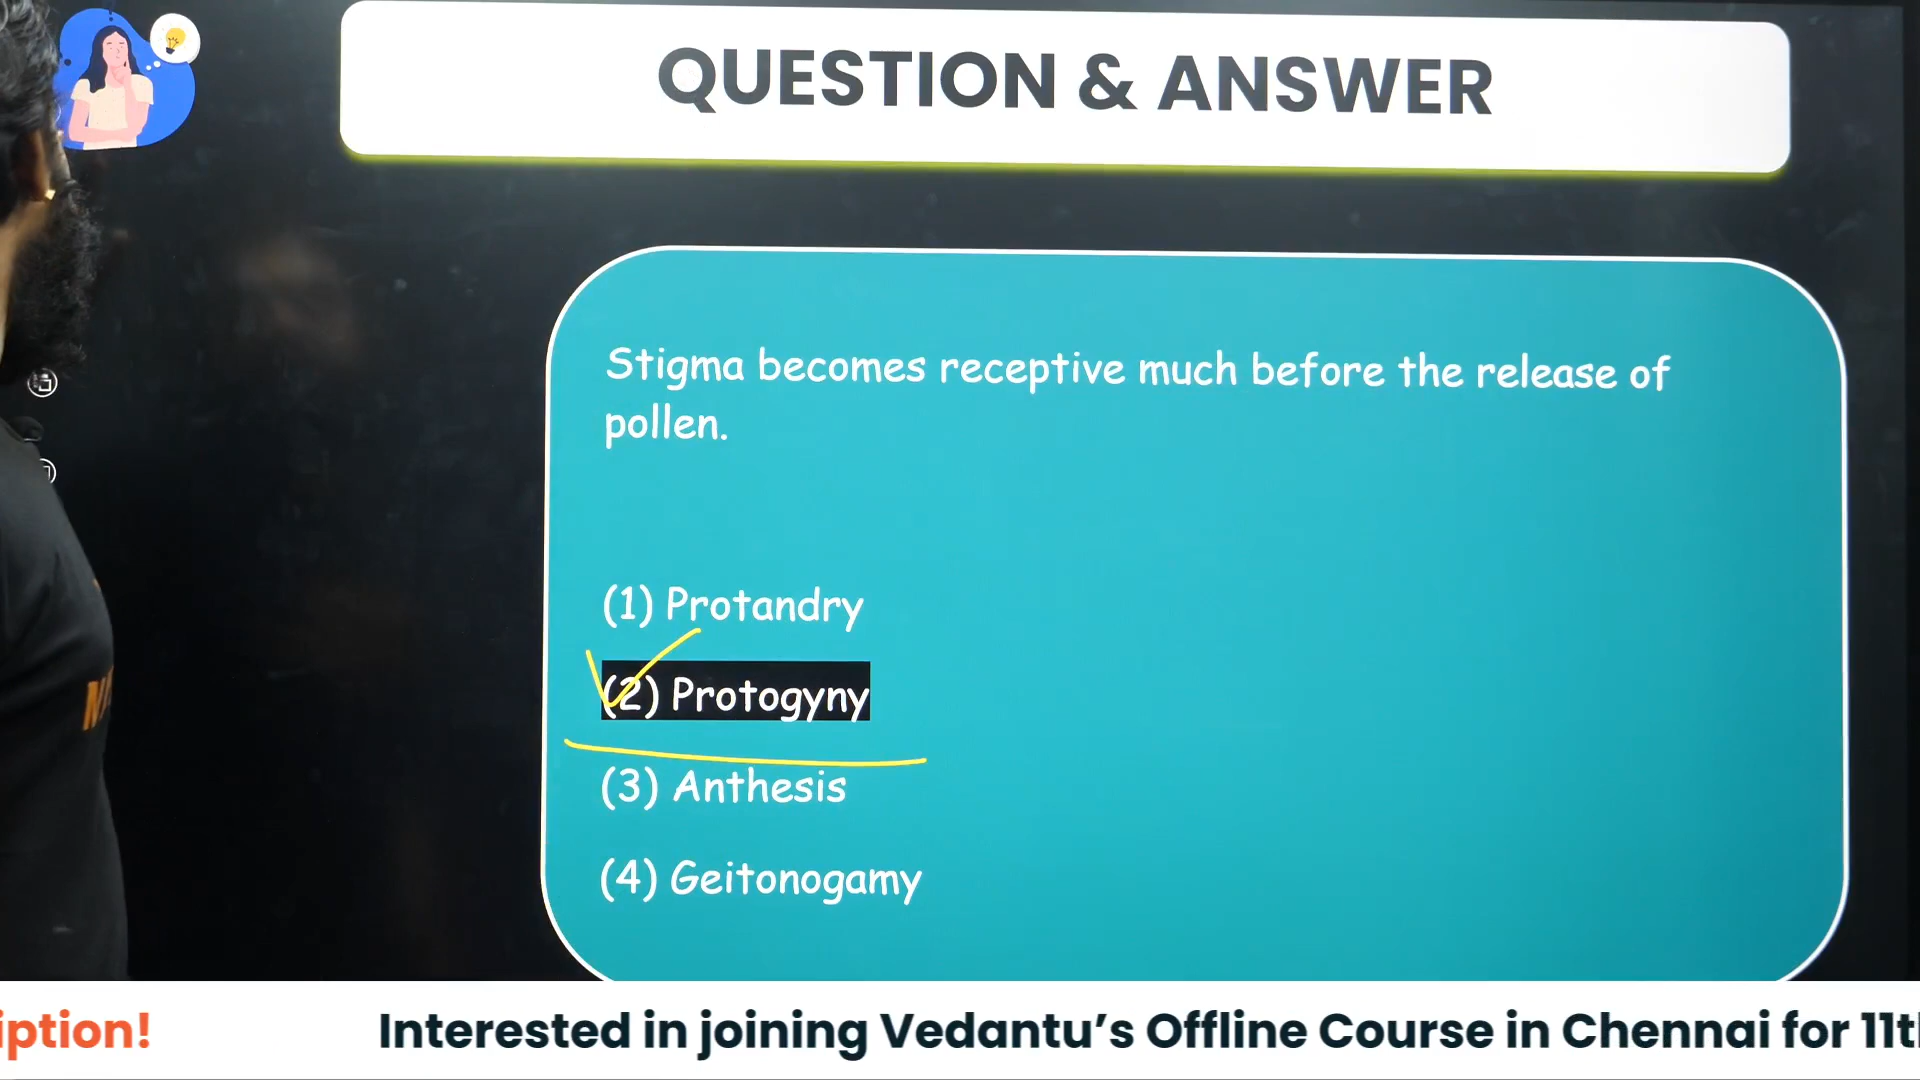 QUESTION & ANSWER
Stigma becomes receptive much before the release of
pollen.
(1) Protandry
(2) Protogyny
(3) Anthesis
(4) Geitonogamy
iption!
Interested in joining Vedantu’s Offline Course in Chennai for 11t